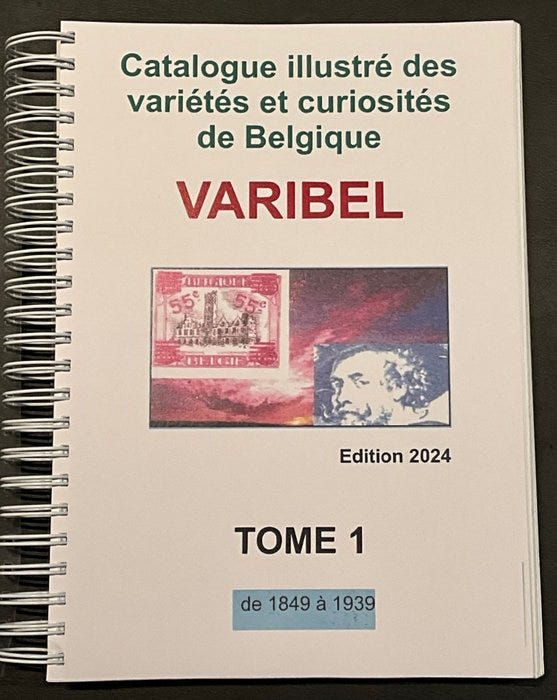 Catalogue illustré des
variétés et curiosités
de Belgique
VARIBEL
BELGIQUE
55c 55c
BELGIE
Edition 2024
TOME 1
de 1849 à 1939